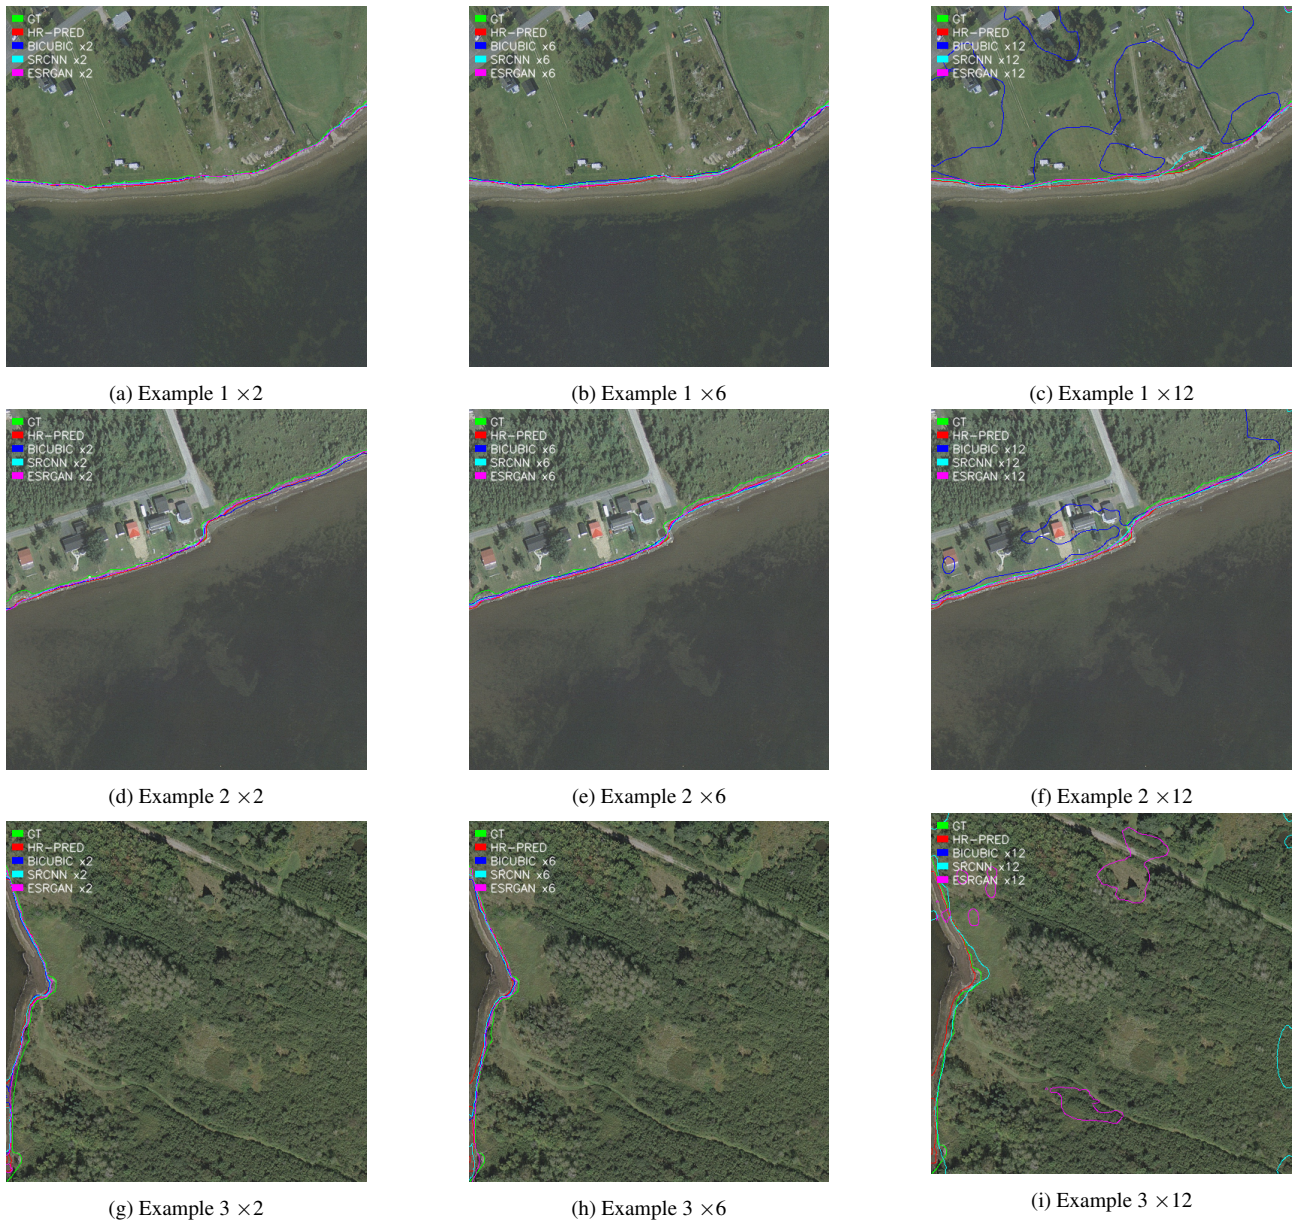 GT
HR-PRED
BICUBIC x2
SRCNN x2
ESRGAN x2
GT
HR-PRED
BICUBIC x6
SRCNN x6
ESRGAN x6
GT
HR-PRED
BICUBIC x12
SRCNN x12
ESRGAN x12
(a) Example 1 ×2
(b) Example 1 ×6
(c) Example 1 ×12
GT
HR-PRED
BICUBIC x2
SRCNN x2
ESRGAN x2
GT
HR-PRED
BICUBIC x6
SRCNN x6
ESRGAN x6
GT
HR-PRED
BICUBIC x12
SRCNN x12
ESRGAN x12
(d) Example 2 ×2
(e) Example 2 ×6
(f) Example 2 ×12
GT
HR-PRED
BICUBIC x2
SRCNN x2
ESRGAN x2
GT
HR-PRED
BICUBIC x6
SRCNN x6
ESRGAN x6
GT
HR-PRED
BICUBIC x12
SRCNN x12
ESRGAN x12
(g) Example 3 ×2
(h) Example 3 ×6
(i) Example 3 ×12